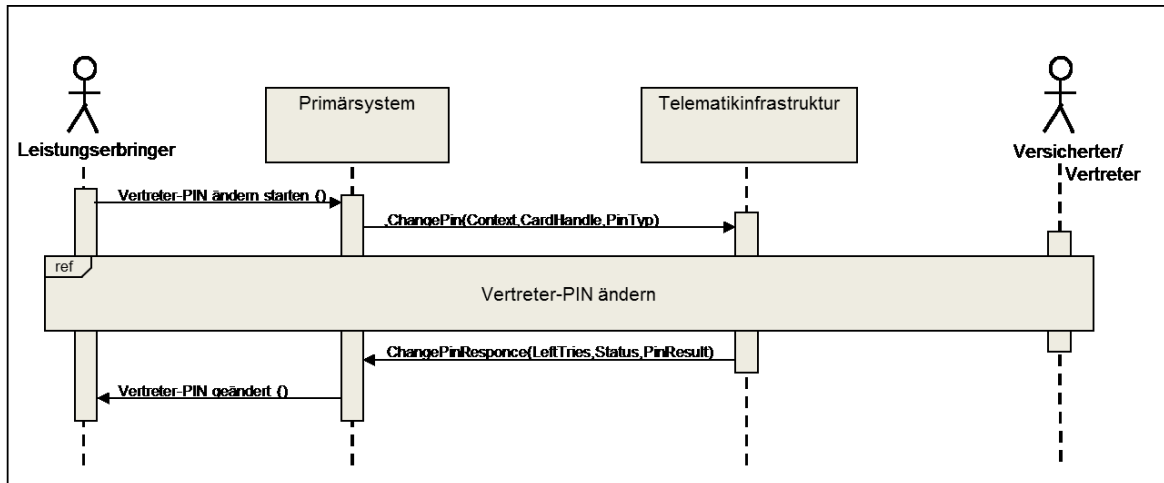 Primärsystem
Telematikinfrastruktur
Leistungserbringer
Versicherter/
Vertreter
Vertreter-PIN ändern starten ()
,ChangePin(Context,CardHandle,PinTyp)
ref
Vertreter-PIN ändern
ChangePinResponce(LeftTries,Status,PinResult)
Vertreter-PIN geändert ()